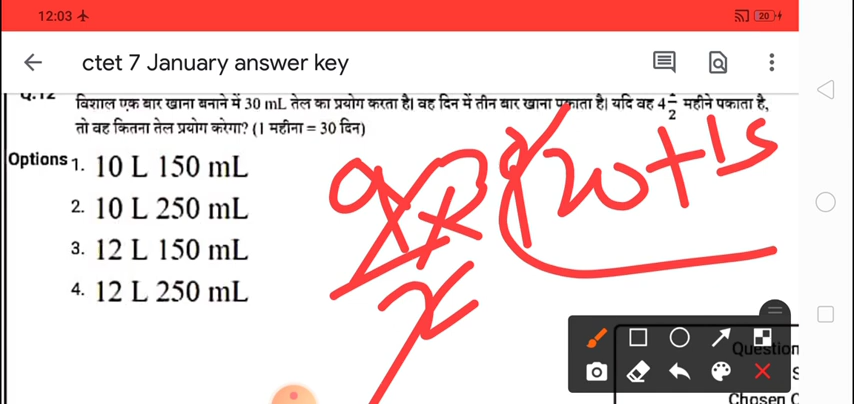 12:03
20
ctet 7 January answer key
Q.12 विशाल एक बार खाना बनाने में 30 mL तेल का प्रयोग करता है। वह दिन में तीन बार खाना पकाता है। यदि वह 4 1/2 महीने पकाता है,
तो वह कितना तेल प्रयोग करेगा? (1 महीना = 30 दिन)
Options 1. 10 L 150 mL
2. 10 L 250 mL
3. 12 L 150 mL
4. 12 L 250 mL
120+15
Question
S
Chosen O